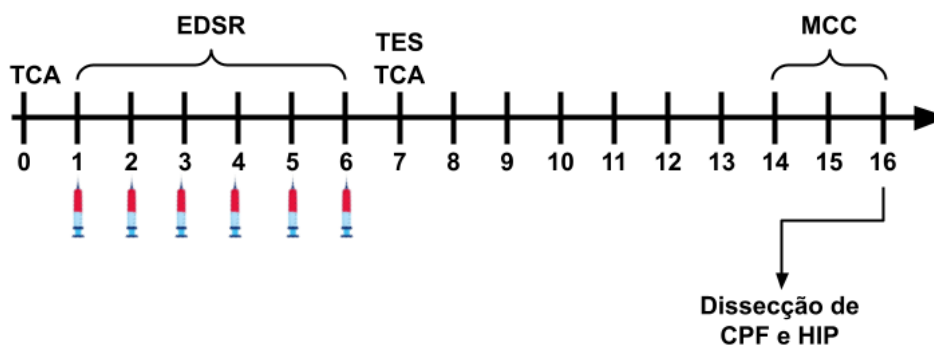 EDSR
TES
MCC
TCA
TCA
0 1 2 3 4 5 6 7 8 9 10 11 12 13 14 15 16
Dissecção de
CPF e HIP